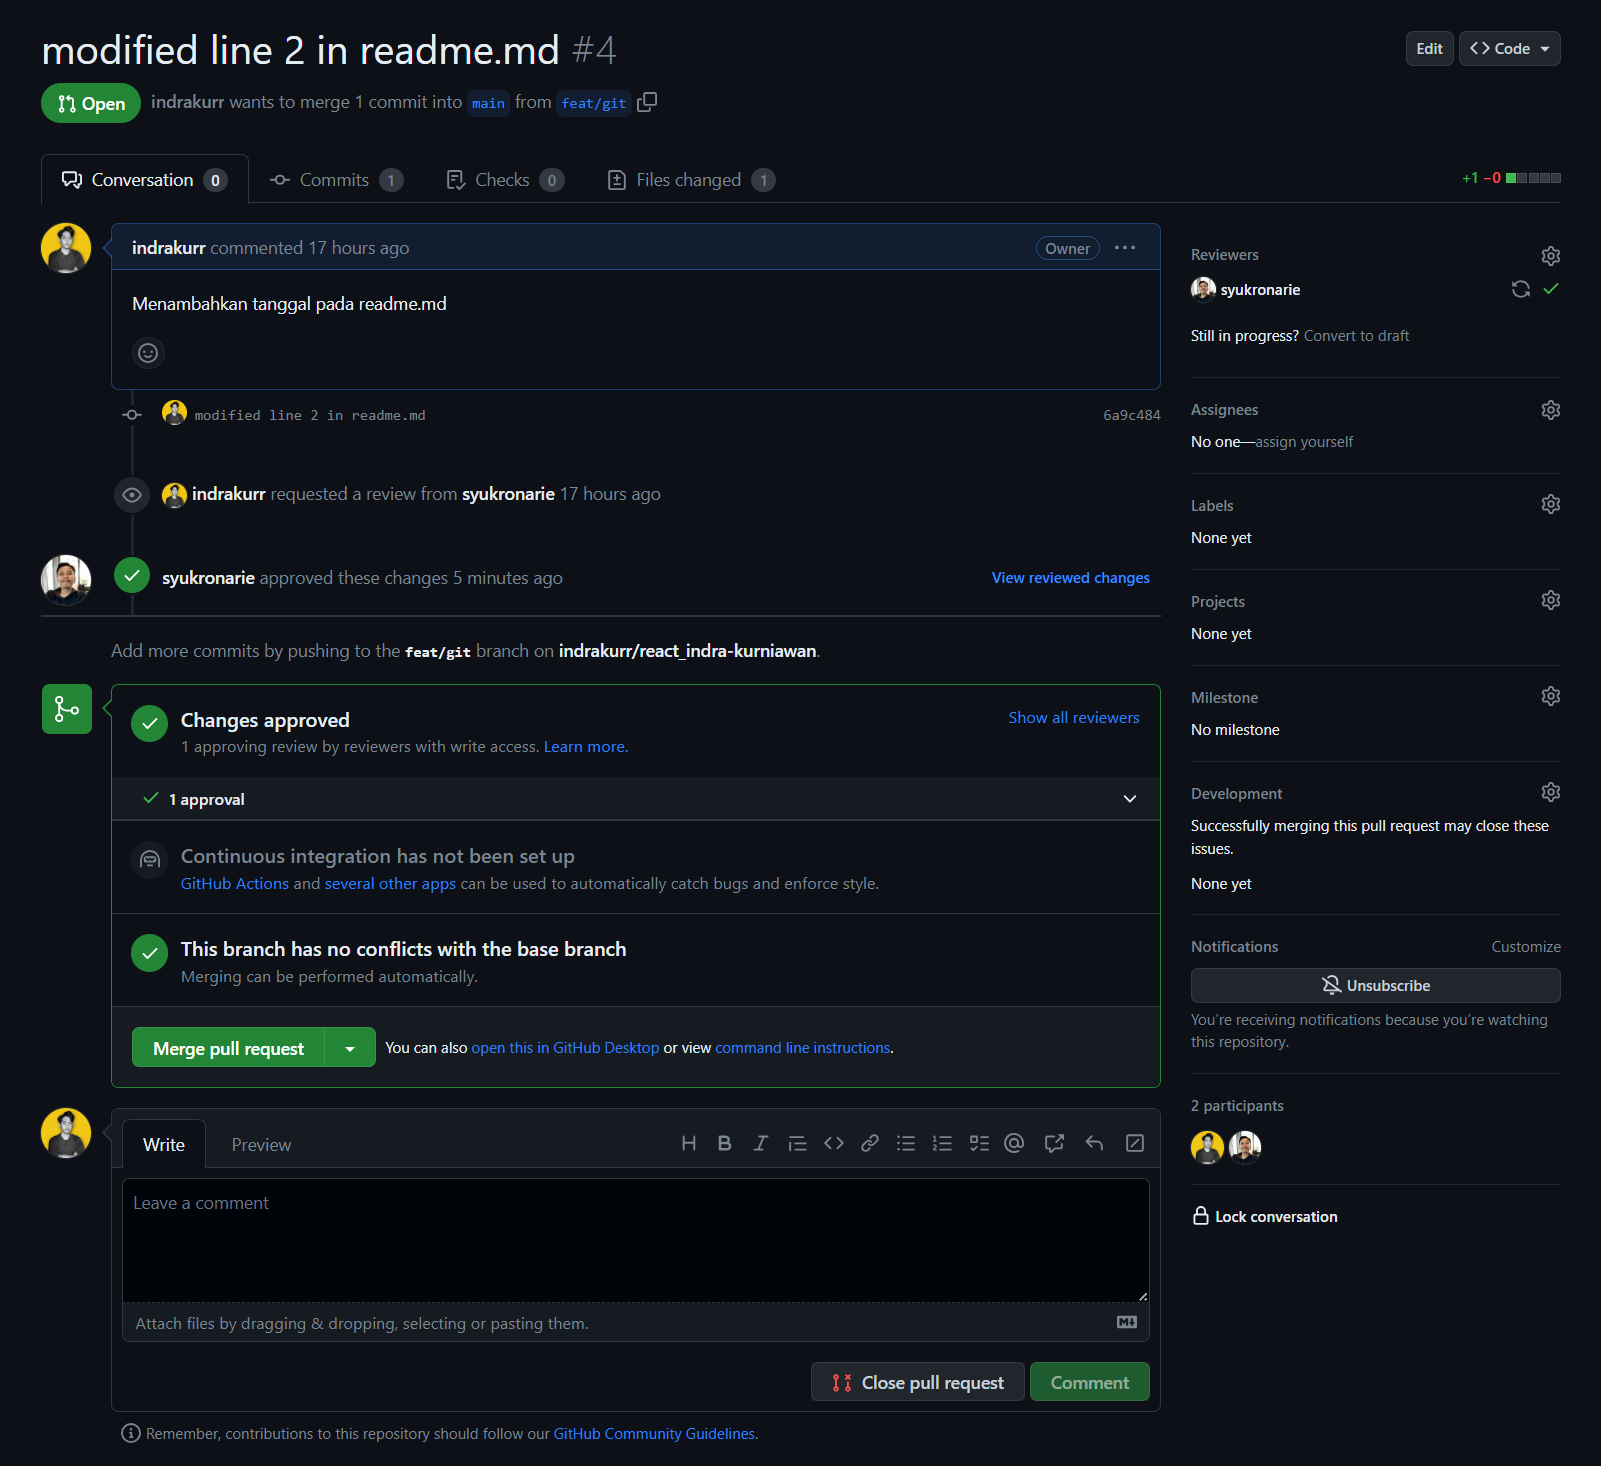 modified line 2 in readme.md #4
Edit
Code
Open
indrakurr wants to merge 1 commit into main from feat/git
Conversation 0
Commits 1
Checks 0
Files changed 1
+1 −0
indrakurr commented 17 hours ago
Owner
Menambahkan tanggal pada readme.md
modified line 2 in readme.md
6a9c484
indrakurr requested a review from syukronarie 17 hours ago
syukronarie approved these changes 5 minutes ago
View reviewed changes
Add more commits by pushing to the feat/git branch on indrakurr/react_indra-kurniawan.
Changes approved
Show all reviewers
1 approving review by reviewers with write access. Learn more.
1 approval
Continuous integration has not been set up
GitHub Actions and several other apps can be used to automatically catch bugs and enforce style.
This branch has no conflicts with the base branch
Merging can be performed automatically.
Merge pull request
You can also open this in GitHub Desktop or view command line instructions.
Write
Preview
Leave a comment
Attach files by dragging & dropping, selecting or pasting them.
Close pull request
Comment
Remember, contributions to this repository should follow our GitHub Community Guidelines.
Reviewers
syukronarie
Still in progress? Convert to draft
Assignees
No one—assign yourself
Labels
None yet
Projects
None yet
Milestone
No milestone
Development
Successfully merging this pull request may close these
issues.
None yet
Notifications
Customize
Unsubscribe
You're receiving notifications because you're watching
this repository.
2 participants
Lock conversation